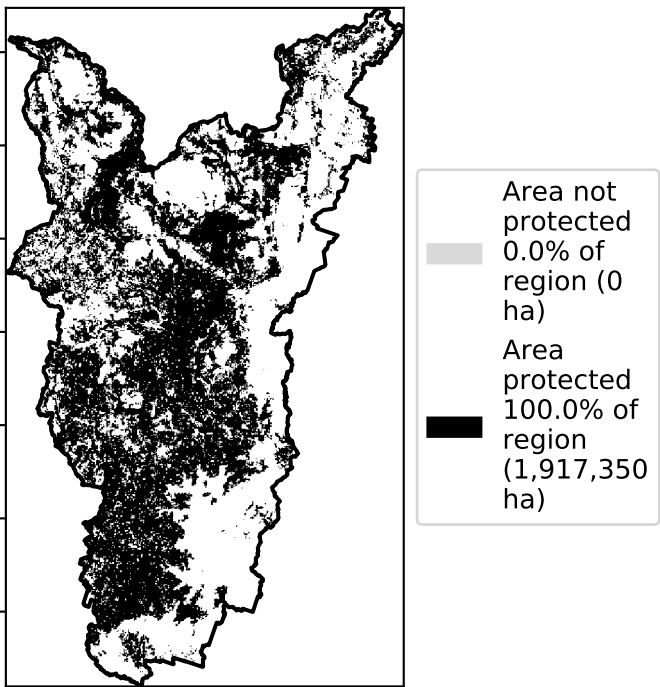 Area not
protected
0.0% of
region (0
ha)
Area
protected
100.0% of
region
(1,917,350
ha)